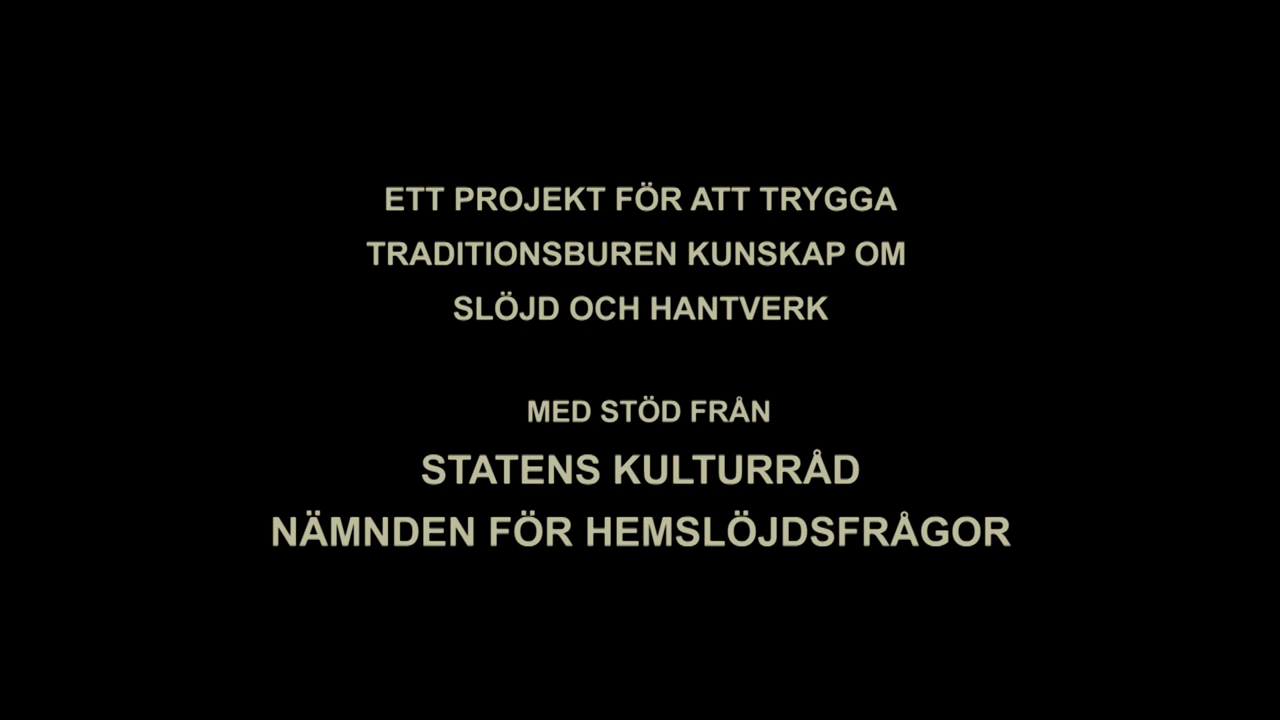 ETT PROJEKT FÖR ATT TRYGGA
TRADITIONSBUREN KUNSKAP OM
SLÖJD OCH HANTVERK
MED STÖD FRÅN
STATENS KULTURRÅD
NÄMNDEN FÖR HEMSLÖJDSFRÅGOR